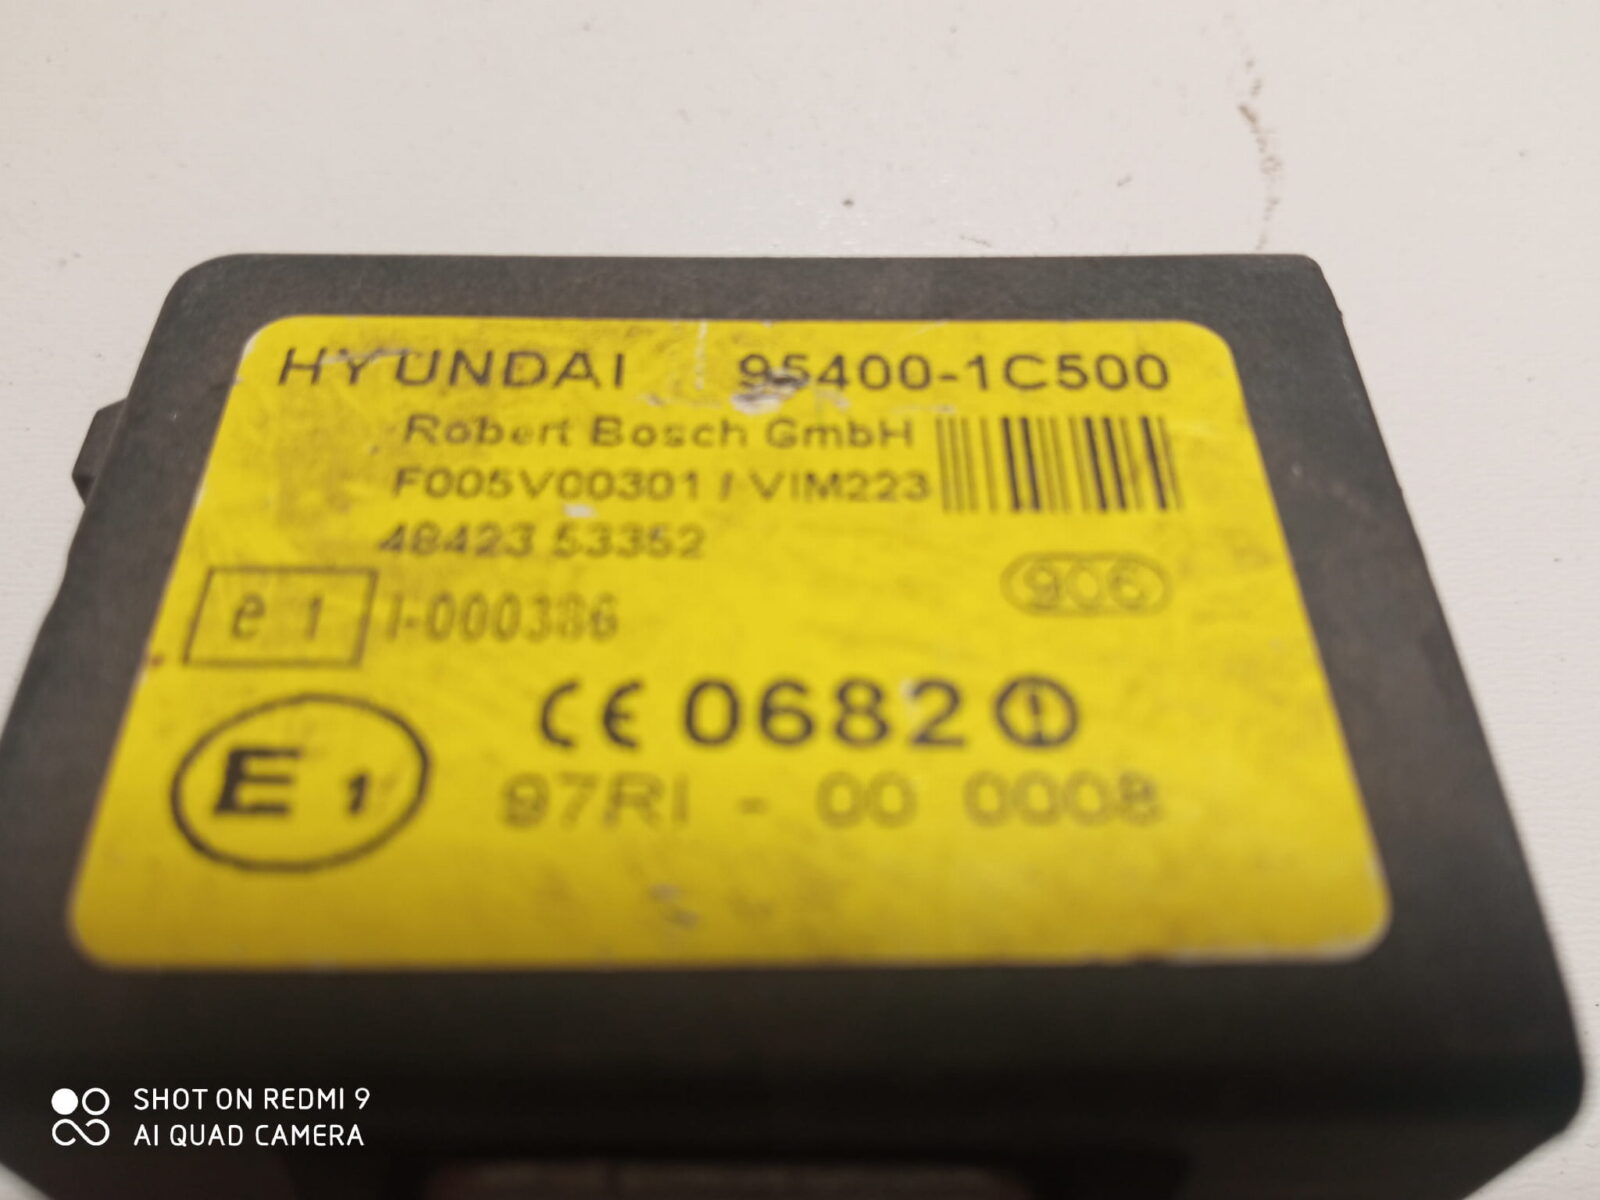 HYUNDAI 95400-1C500
Robert Bosch GmbH
F005V00301 / VIM223
48423 53352
e 1 I-000386
906
CE 0682 !
E 1 97RI - 00 0008
SHOT ON REDMI 9
AI QUAD CAMERA